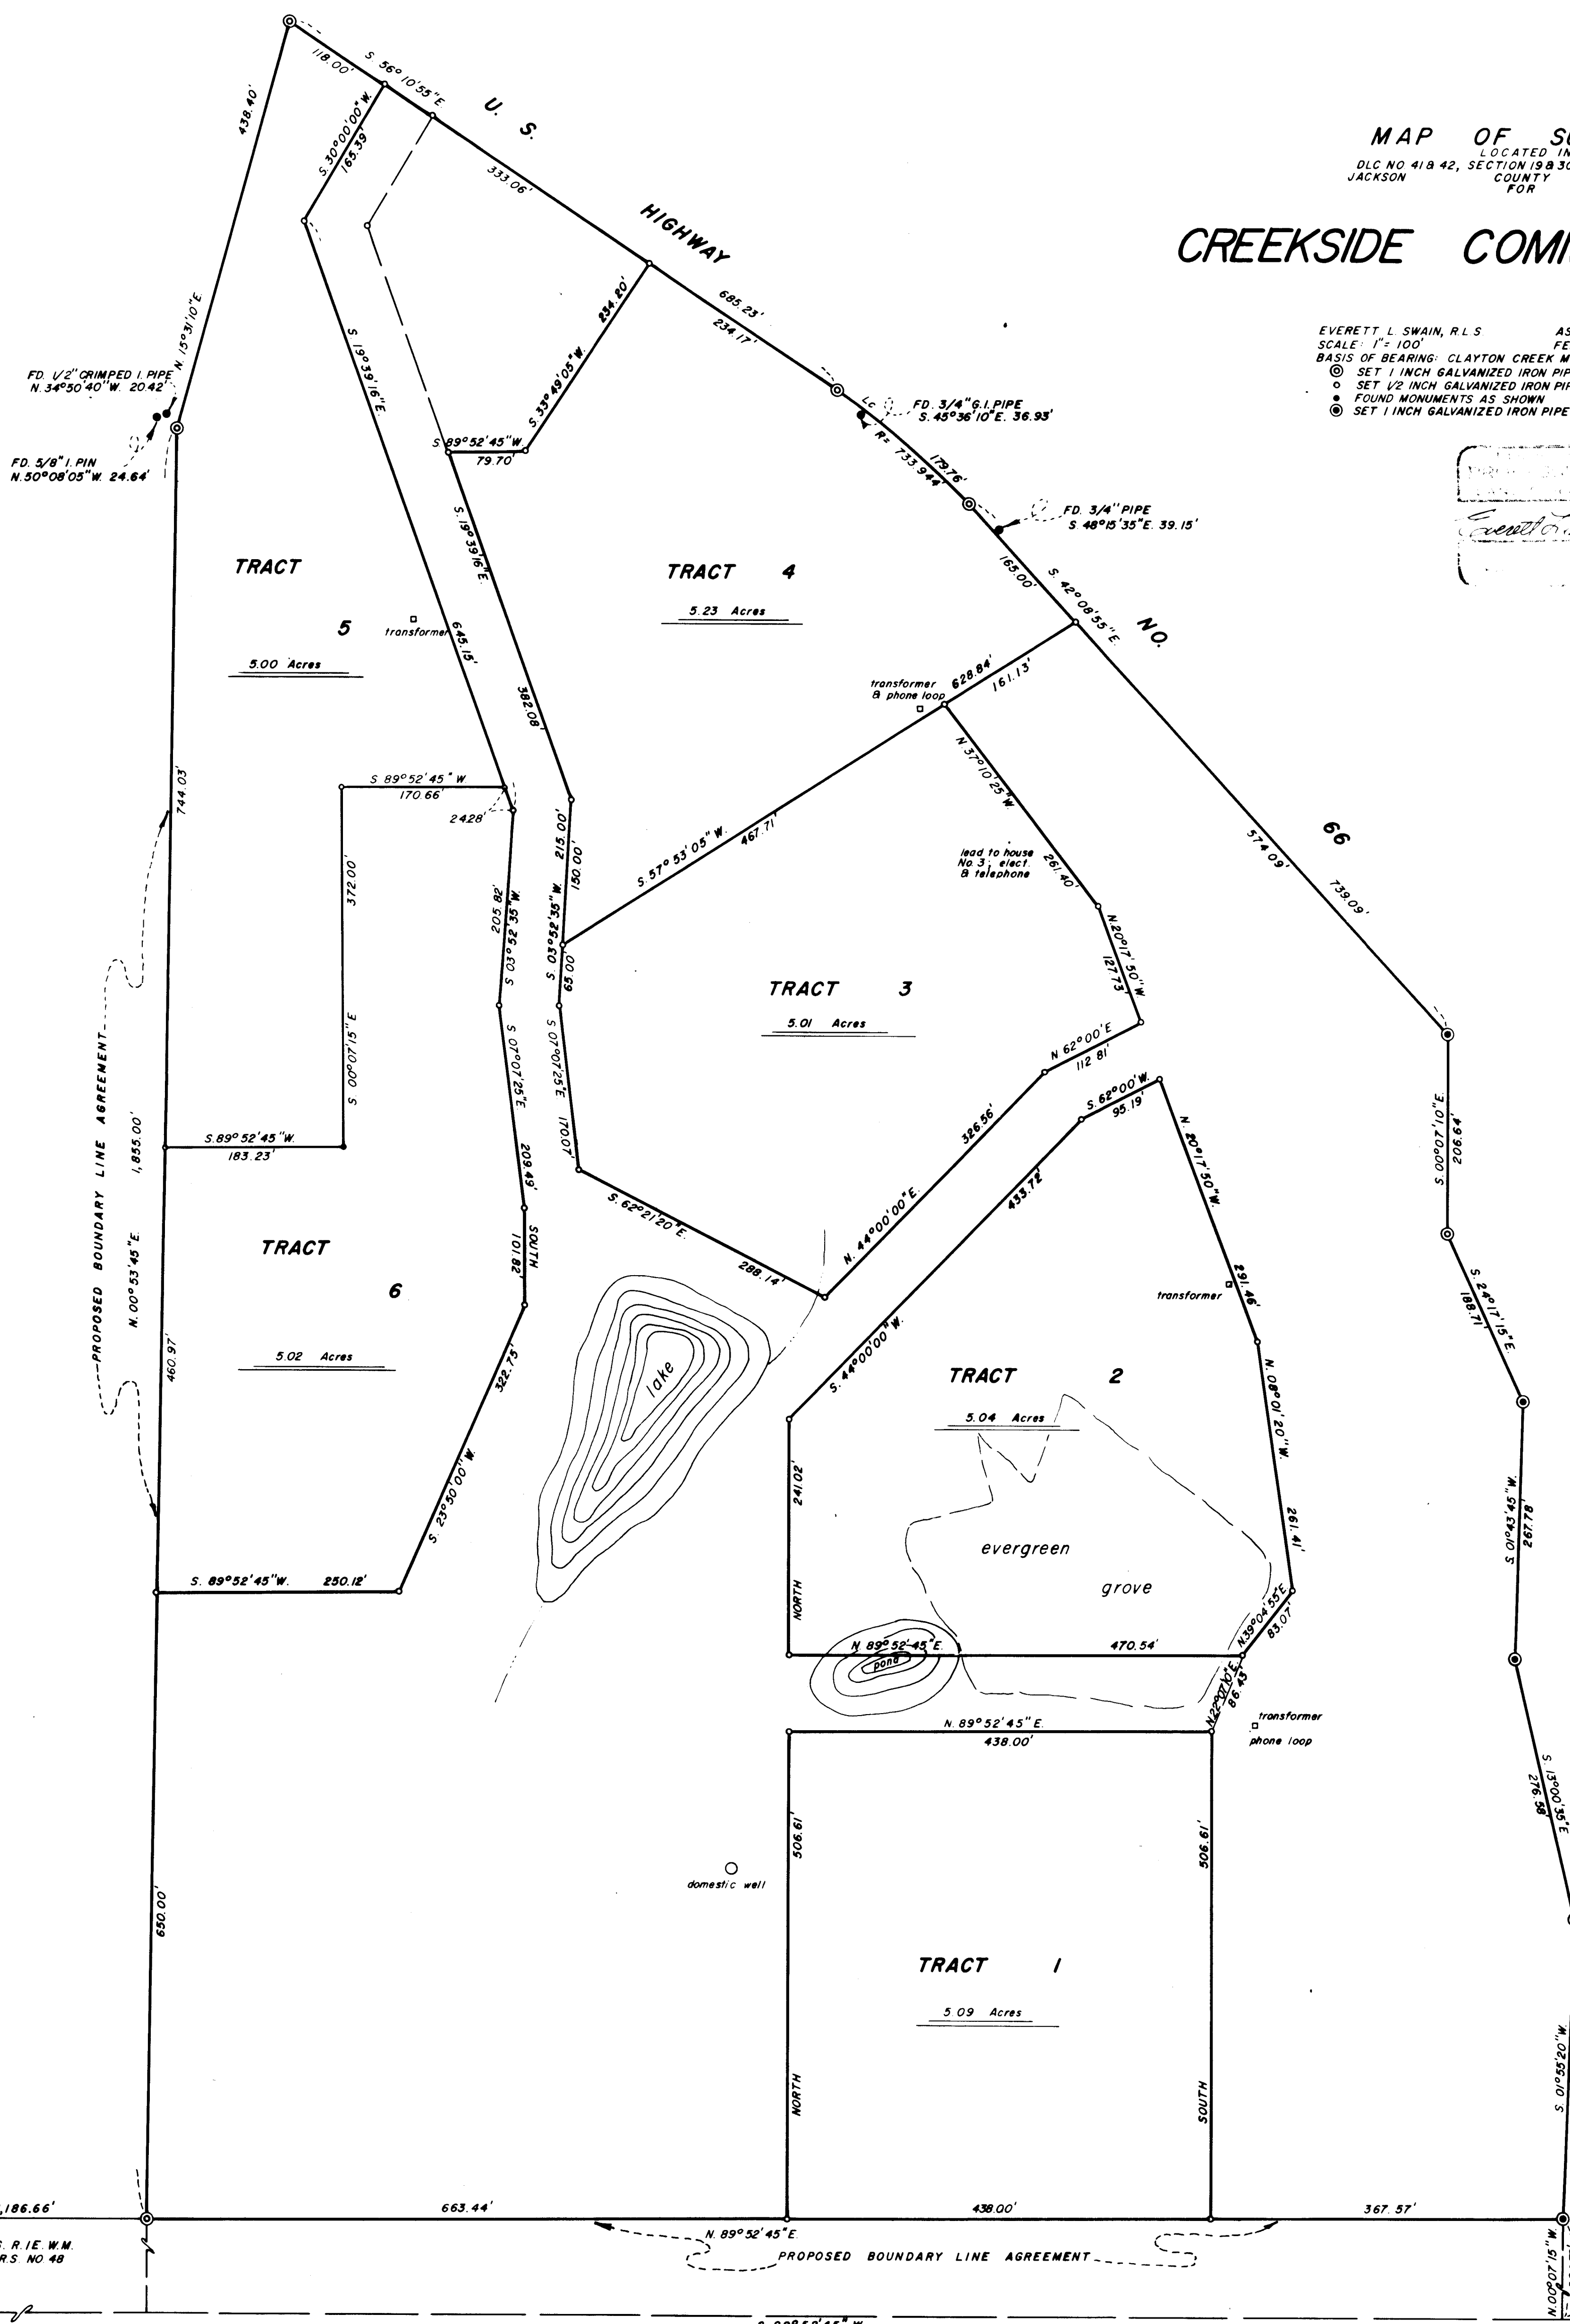 MAP OF
LOCATED IN
DLC NO 41 & 42, SECTION 19 & 30
JACKSON COUNTY
FOR
CREEKSIDE
EVERETT L. SWAIN, R.L.S
SCALE: 1"= 100'
BASIS OF BEARING: CLAYTON CREEK
SET 1 INCH GALVANIZED IRON
SET 1/2 INCH GALVANIZED IRON
FOUND MONUMENTS AS SHOWN
SET 1 INCH GALVANIZED IRON PIPE
118.00'
S. 56° 10' 55" E
U. S.
HIGHWAY
NO.
66
438.40'
N. 15° 31' 10" E.
S. 30° 00' 00" W.
165.39'
333.06'
685.23'
234.17'
234.20'
S. 33° 49' 05" W.
S 89° 52' 45" W.
79.70'
FD. 1/2" CRIMPED I. PIPE
N. 34° 50' 40" W. 20.42'
FD. 5/8" I. PIN
N. 50° 08' 05" W. 24.64'
LC
R=
733.944'
179.76'
FD. 3/4" G.I. PIPE
S. 45° 36' 10" E. 36.93'
FD. 3/4" PIPE
S. 48° 15' 35" E. 39.15'
165.00'
S. 42° 08' 55" E.
S. 19° 39' 16" E.
645.15'
S. 19° 39' 16" E.
382.08'
TRACT
5
5.00 Acres
transformer
TRACT 4
5.23 Acres
transformer
& phone loop
628.84'
161.13'
S. 57° 53' 05" W.
467.71'
N. 37° 10' 25" W.
261.40'
lead to house
No. 3; elect.
& telephone
574.09'
739.09'
744.03'
S 89° 52' 45" W.
170.66'
24.28'
372.00'
S 00° 07' 15" E
205.82'
S 03° 52' 35" W.
215.00'
150.00'
S. 03° 52' 35" W.
65.00'
N. 20° 17' 50" W
127.73'
TRACT 3
5.01 Acres
N 62° 00' E
112 81'
S. 62° 00' W.
95.19'
PROPOSED BOUNDARY LINE AGREEMENT
N. 00° 53' 45" E. 1,855.00'
S. 89° 52' 45" W.
183.23'
S 07° 07' 25" E
209.49'
S 07° 07' 25" E
170.07'
326.56'
N. 44° 00' 00" E.
433.72'
S. 44° 00' 00" W.
S. 62° 21' 20" E.
288.14'
SOUTH
101.82'
N. 20° 17' 50" W.
291.46'
transformer
S. 00° 07' 10" E.
206.64'
S. 24° 17' 15" E.
188.71'
TRACT
6
5.02 Acres
460.97'
322.75'
S. 23° 50' 00" W.
lake
TRACT 2
5.04 Acres
N. 08° 01' 20" W.
261.41'
S. 01° 43' 45" W.
267.78'
241.02'
NORTH
evergreen
grove
S. 89° 52' 45" W. 250.12'
N 39° 04' 55" E
83.07'
N. 89° 52' 45" E. 470.54'
pond
N. 22° 07' 10" E.
86.43'
transformer
phone loop
N. 89° 52' 45" E.
438.00'
S. 13° 00' 35" E
276.58'
506.61'
506.61'
domestic well
650.00'
TRACT 1
5.09 Acres
NORTH
SOUTH
S. 01° 55' 20" W.
,186.66'
663.44'
438.00'
367.57'
N. 89° 52' 45" E.
PROPOSED BOUNDARY LINE AGREEMENT
R. 1E. W.M.
R.S. NO. 48
N. 00° 07' 15" W.